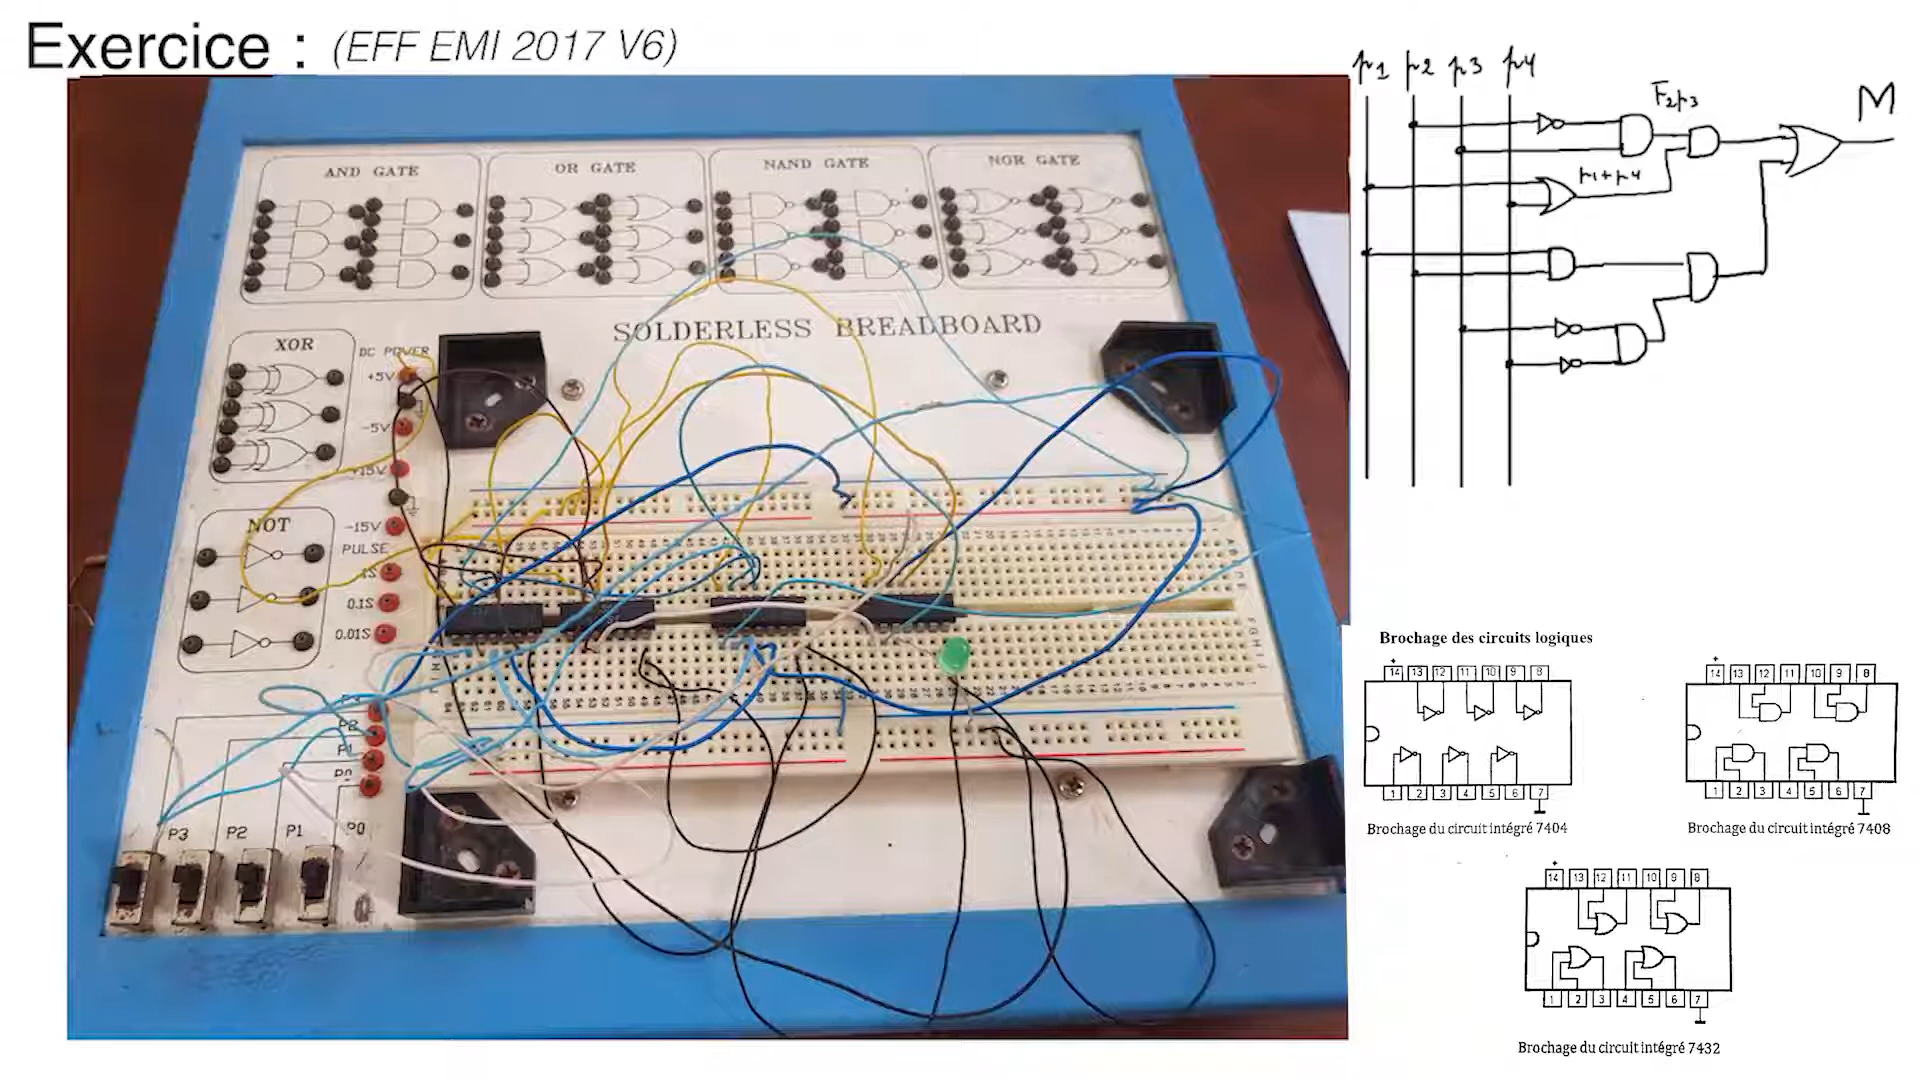 Exercice : (EFF EMI 2017 V6)
AND GATE
OR GATE
NAND GATE
NOR GATE
SOLDERLESS BREADBOARD
XOR
DC POWER
+5V
-5V
+15V
-15V
NOT
PULSE
1S
0.1S
0.01S
P2
P1
P0
P3
P2
P1
P0
p1 p2 p3 p4
p1+p4
M
Brochage des circuits logiques
14 13 12 11 10 9 8
1 2 3 4 5 6 7
Brochage du circuit intégré 7404
14 13 12 11 10 9 8
1 2 3 4 5 6 7
Brochage du circuit intégré 7408
14 13 12 11 10 9 8
1 2 3 4 5 6 7
Brochage du circuit intégré 7432